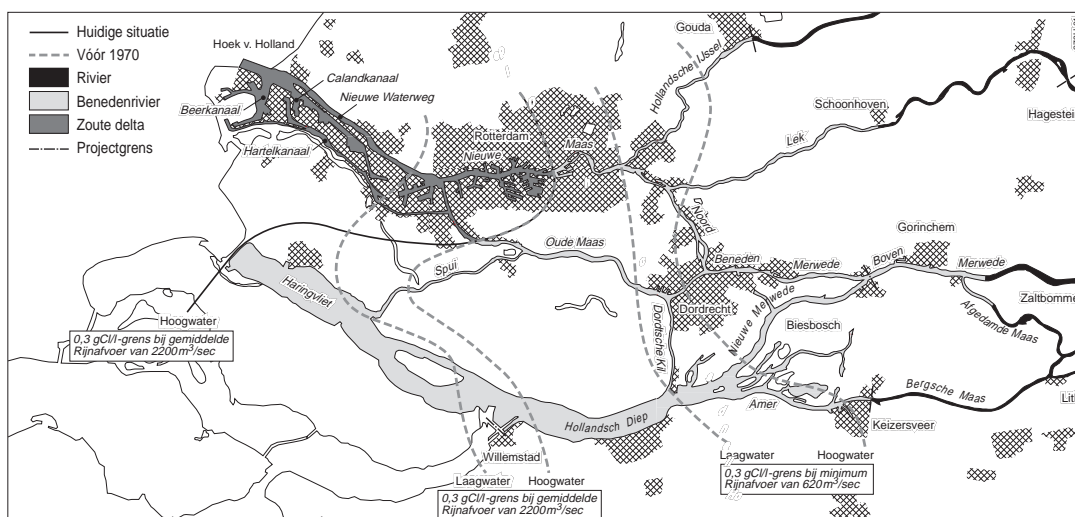 Huidige situatie
Vóór 1970
Rivier
Benedenrivier
Zoute delta
Projectgrens
Hoek v. Holland
Calandkanaal
Beerkanaal
Nieuwe Waterweg
Hartelkanaal
Rotterdam
Nieuwe Maas
Gouda
Hollandsche IJssel
Schoonhoven
Lek
Hagestein
Noord
Gorinchem
Oude Maas
Spui
Beneden Merwede
Boven Merwede
Haringvliet
Dordrecht
Nieuwe Merwede
Zaltbomme
Afgedamde Maas
Dordtsche Kil
Biesbosch
Hoogwater
0,3 gCl/l-grens bij gemiddelde
Rijnafvoer van 2200m³/sec
Bergsche Maas
Lit
Amer
Hollandsch Diep
Keizersveer
Willemstad
Laagwater Hoogwater
0,3 gCl/l-grens bij gemiddelde
Rijnafvoer van 2200m³/sec
Laagwater Hoogwater
0,3 gCl/l-grens bij minimum
Rijnafvoer van 620m³/sec